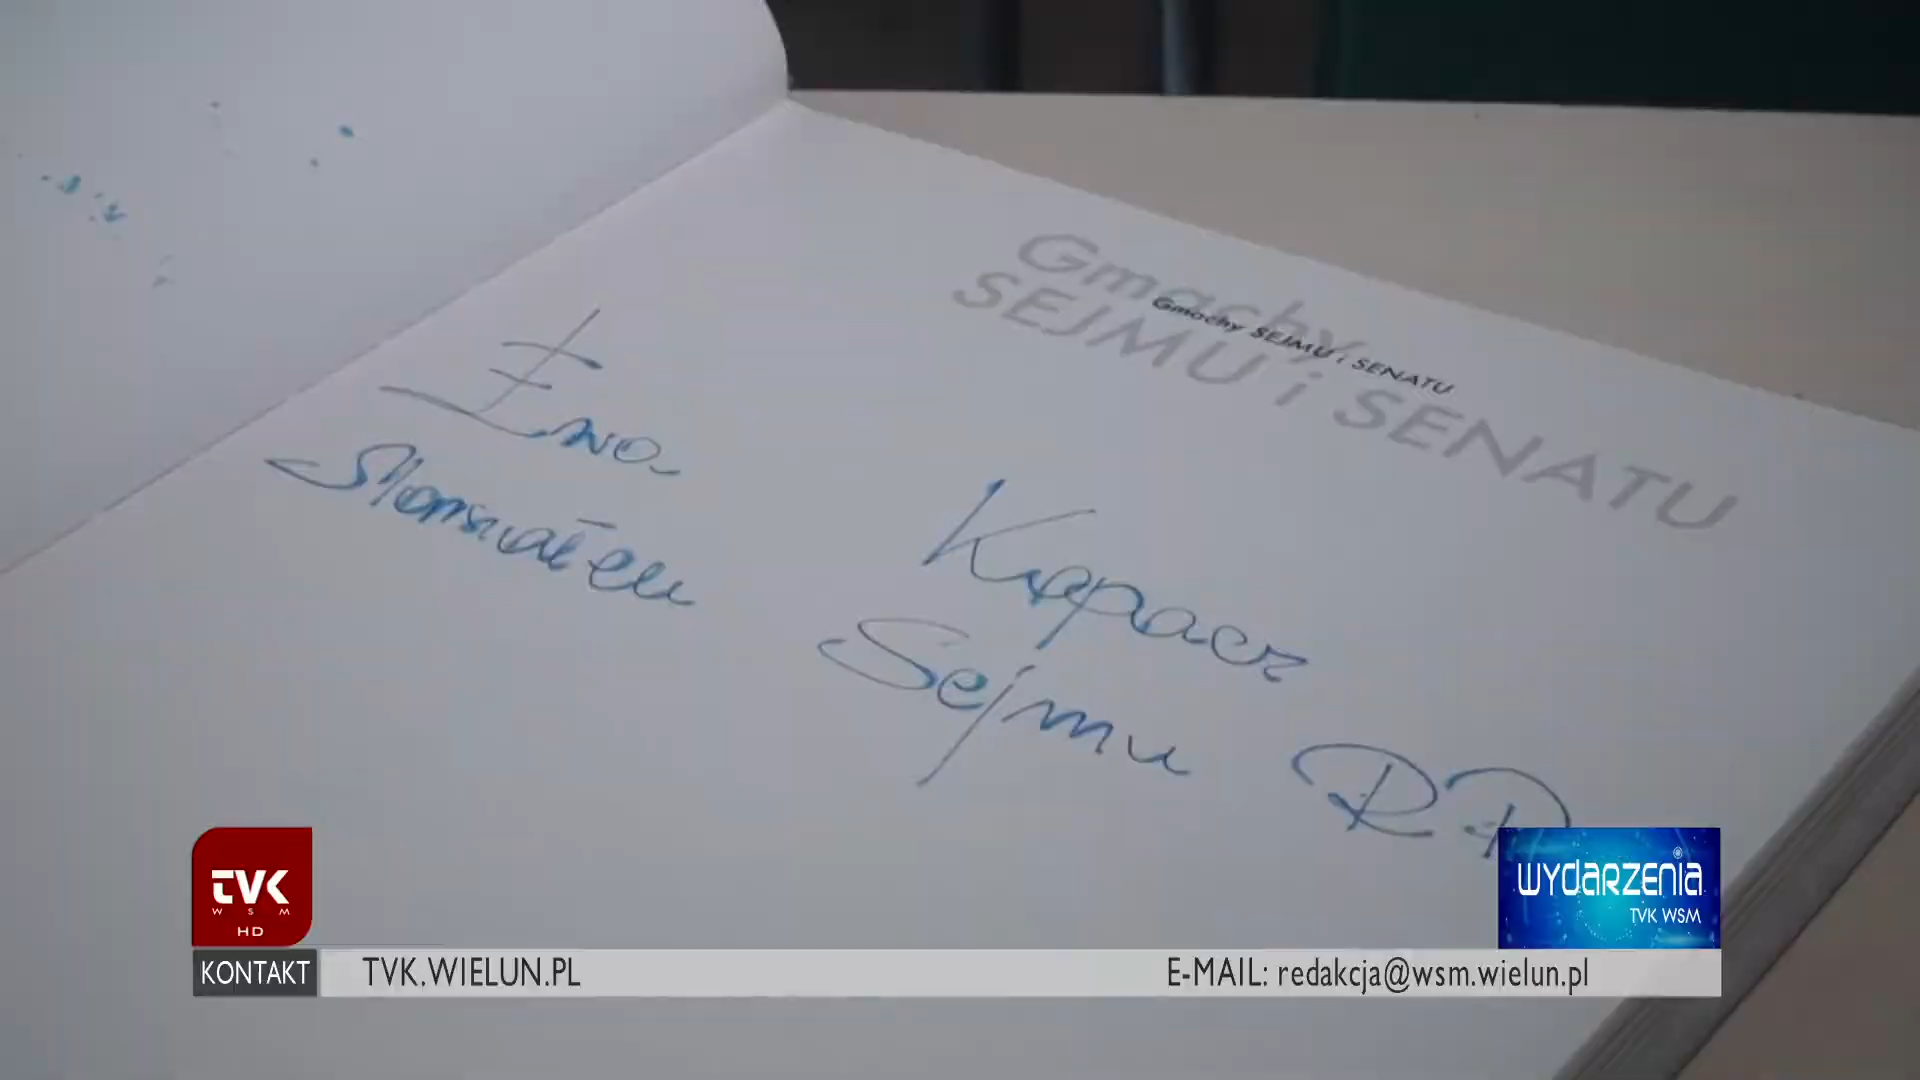 Gmachy
SEJMU i SENATU
Gmachy SEJMU i SENATU
Ewa Kopacz
Marszałek Sejmu RP
TVK
WSM
HD
WYDARZENIA
TVK WSM
KONTAKT TVK.WIELUN.PL E-MAIL: redakcja@wsm.wielun.pl